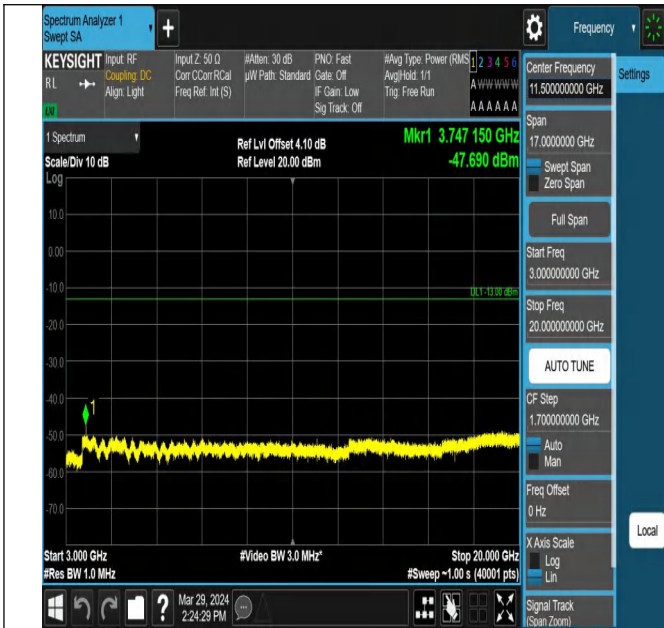 Spectrum Analyzer 1
Swept SA
Frequency
KEYSIGHT
RL
LXI
Input: RF
Coupling: DC
Align: Light
Input Z: 50 Ω
Corr CCorr RCal
Freq Ref: Int (S)
#Atten: 30 dB
µW Path: Standard
PNO: Fast
Gate: Off
IF Gain: Low
Sig Track: Off
#Avg Type: Power (RMS
Avg|Hold: 1/1
Trig: Free Run
1 2 3 4 5 6
A W W W W W
A A A A A A
1 Spectrum
Scale/Div 10 dB
Log
Ref Lvl Offset 4.10 dB
Ref Level 20.00 dBm
Mkr1 3.747 150 GHz
-47.690 dBm
10.0
0.00
-10.0
DL1 -13.00 dBm
-20.0
-30.0
-40.0
1
-50.0
-60.0
-70.0
Start 3.000 GHz
#Res BW 1.0 MHz
#Video BW 3.0 MHz*
Stop 20.000 GHz
#Sweep ~1.00 s (40001 pts)
Mar 29, 2024
2:24:29 PM
Center Frequency
11.500000000 GHz
Settings
Span
17.0000000 GHz
Swept Span
Zero Span
Full Span
Start Freq
3.000000000 GHz
Stop Freq
20.000000000 GHz
AUTO TUNE
CF Step
1.700000000 GHz
Auto
Man
Freq Offset
0 Hz
X Axis Scale
Log
Lin
Local
Signal Track
(Span Zoom)